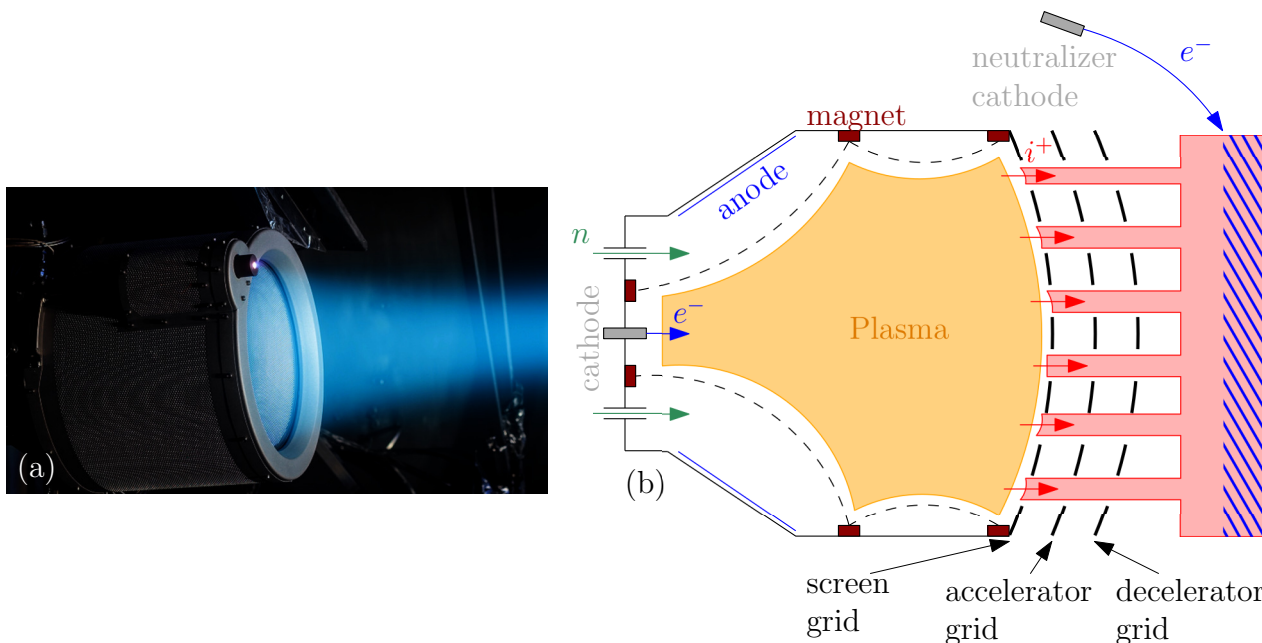 (a)
neutralizer
cathode
e⁻
magnet
i⁺
anode
n
cathode
e⁻
Plasma
(b)
screen
grid
accelerator
grid
decelerator
grid